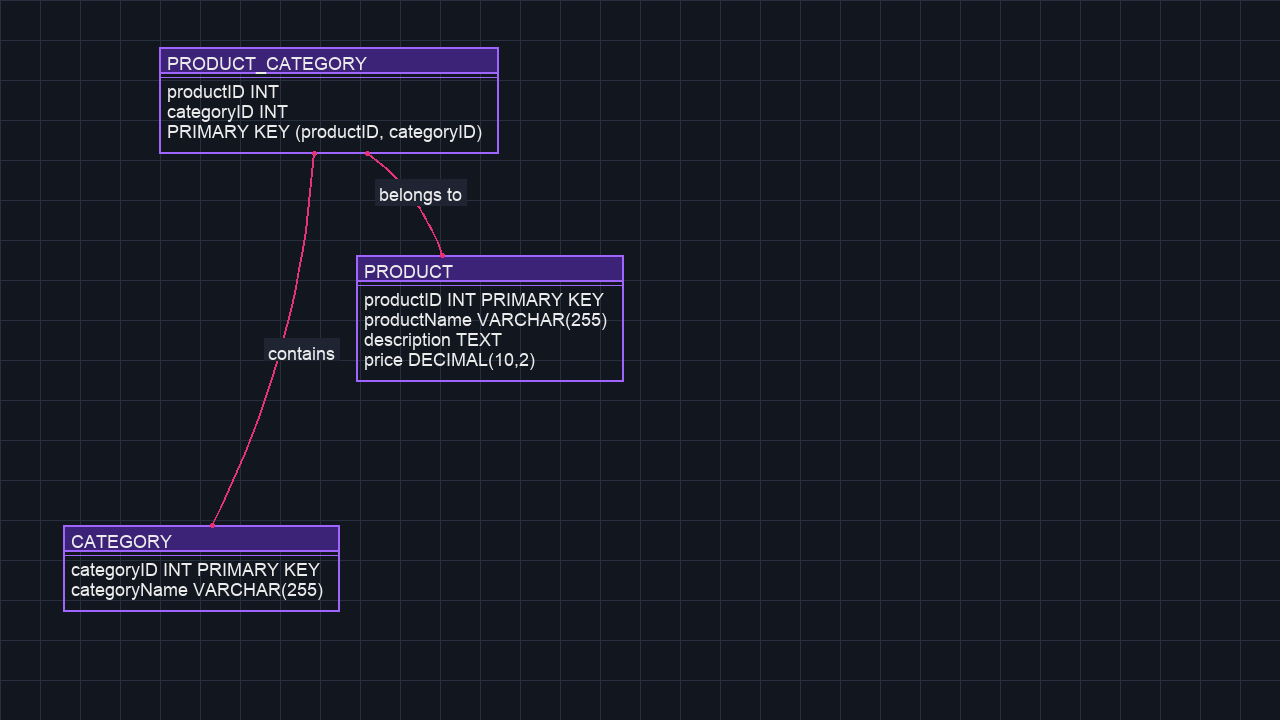 PRODUCT_CATEGORY
productID INT
categoryID INT
PRIMARY KEY (productID, categoryID)
belongs to
PRODUCT
productID INT PRIMARY KEY
productName VARCHAR(255)
description TEXT
price DECIMAL(10,2)
contains
CATEGORY
categoryID INT PRIMARY KEY
categoryName VARCHAR(255)